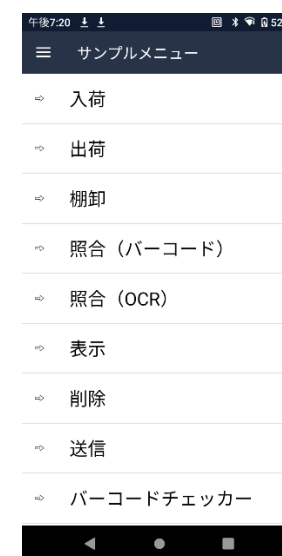 午後7:20
52
サンプルメニュー
入荷
出荷
棚卸
照合（バーコード）
照合（OCR）
表示
削除
送信
バーコードチェッカー